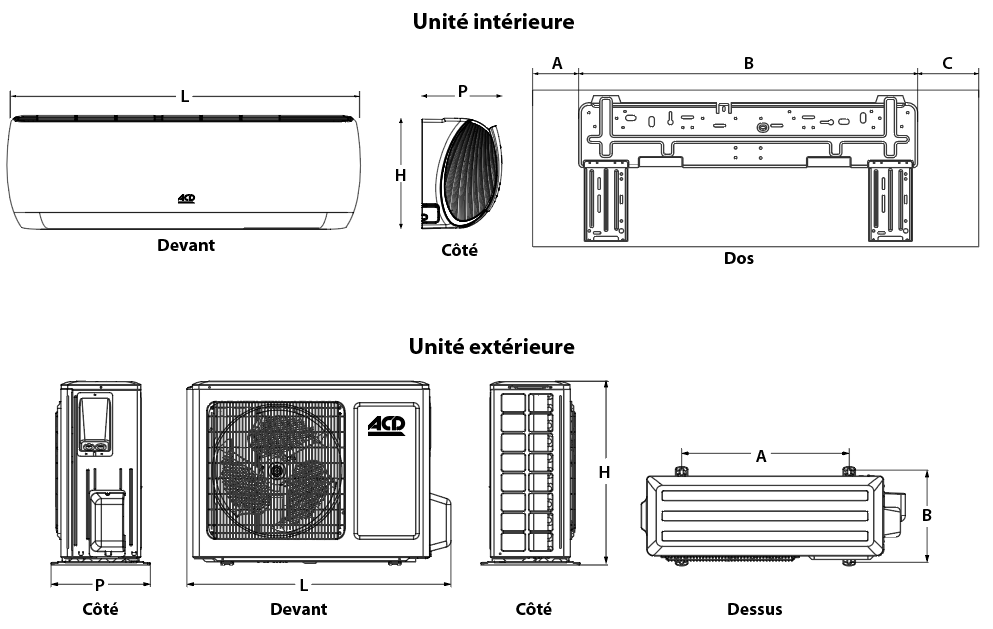 Unité intérieure
A B C
L
P
H
ACD
Devant
Côté
Dos
Unité extérieure
ACD
H
A
B
P
L
Côté
Devant
Côté
Dessus